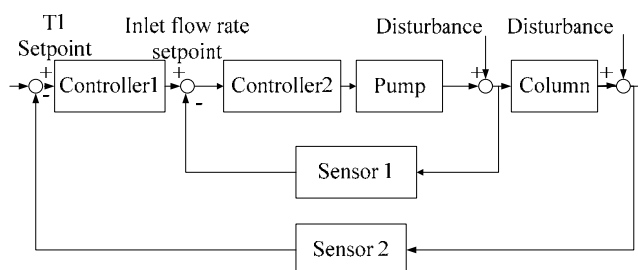 T1
Setpoint
Inlet flow rate
setpoint
Disturbance
Disturbance
+
-
Controller1
+
-
Controller2
Pump
+
Column
+
Sensor 1
Sensor 2